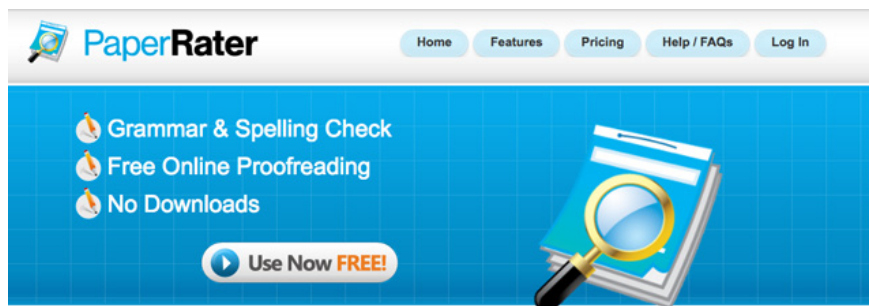 PaperRater
Home Features Pricing Help / FAQs Log In
Grammar & Spelling Check
Free Online Proofreading
No Downloads
Use Now FREE!